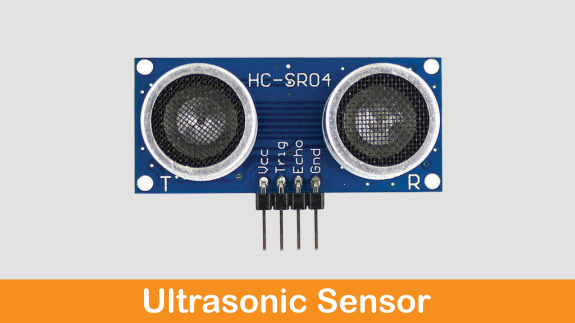 HC-SR04
Vcc
Trig
Echo
Gnd
T
R
Ultrasonic Sensor